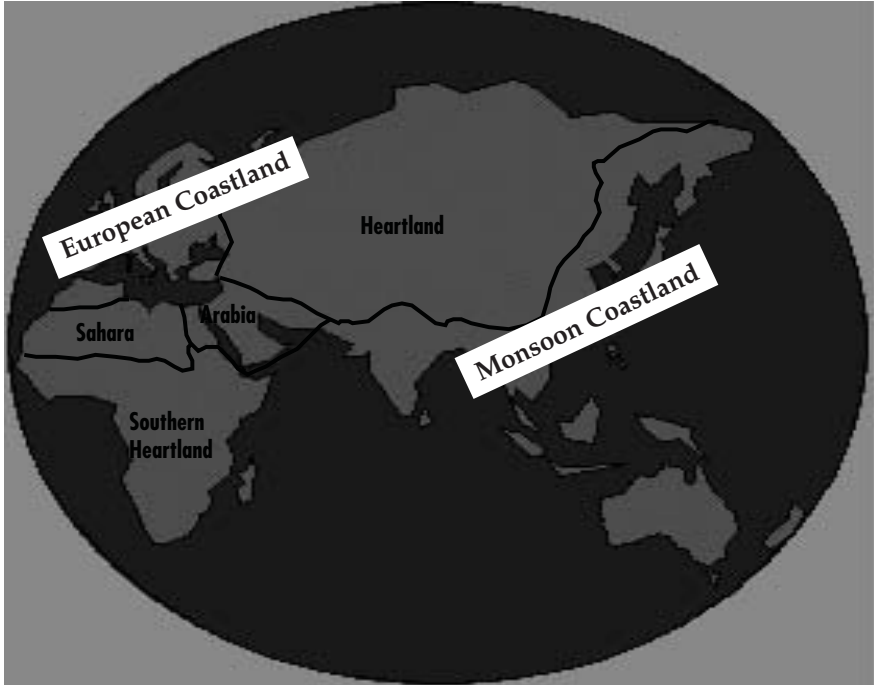 European Coastland
Heartland
Arabia
Sahara
Monsoon Coastland
Southern
Heartland